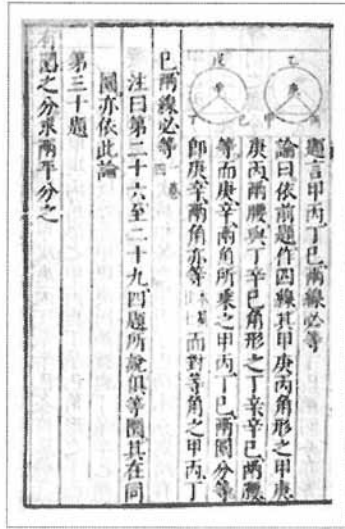 題言甲丙丁己兩線必等
論曰依前題作四線其甲庚丙角形之甲庚
庚丙兩腰與丁辛己角形之丁辛辛己兩腰
等而庚辛兩角所乘之甲丙丁己兩圜分等
即庚辛兩角亦等 而對等角之甲丙丁
己兩線必等
注曰第二十六至二十九四題所說俱等圜其在同
圜亦依此論
第三十題
有圜之分求兩平分之